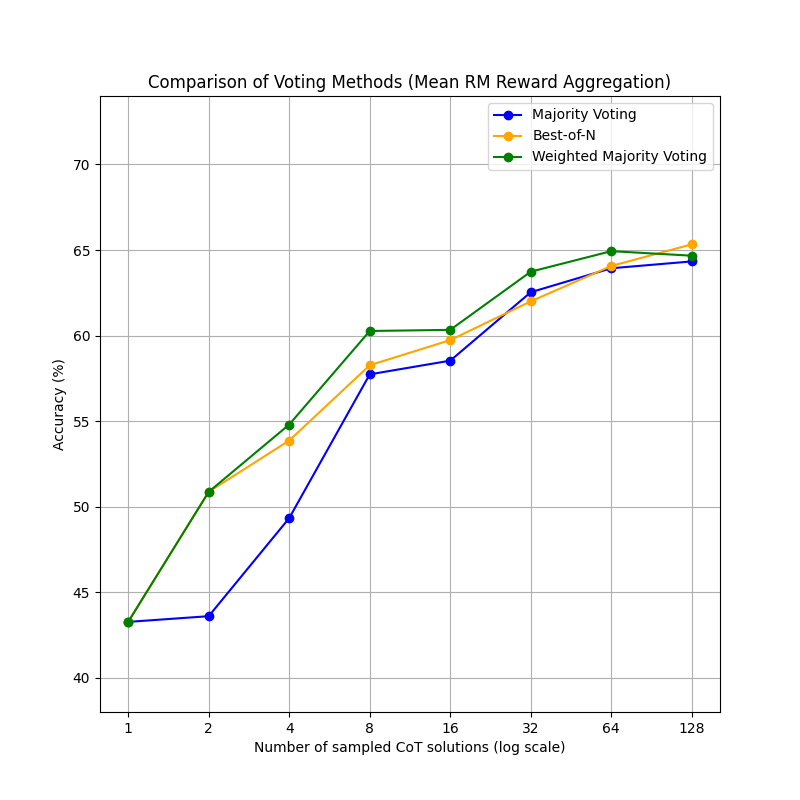 Comparison of Voting Methods (Mean RM Reward Aggregation)
Majority Voting
Best-of-N
Weighted Majority Voting
Accuracy (%)
70
65
60
55
50
45
40
1 2 4 8 16 32 64 128
Number of sampled CoT solutions (log scale)